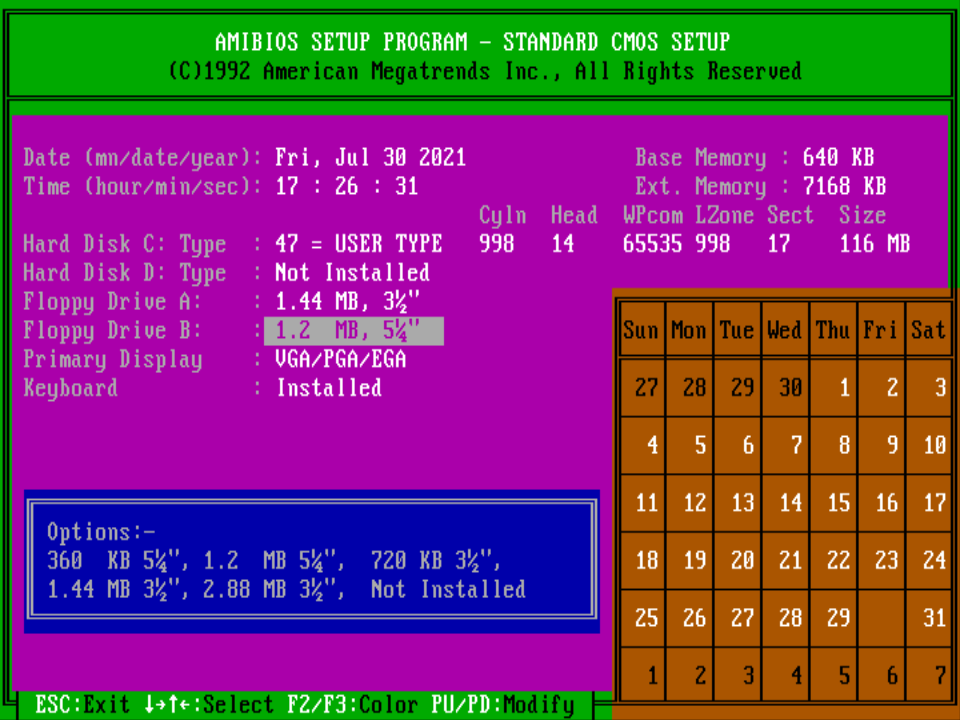 AMIBIOS SETUP PROGRAM – STANDARD CMOS SETUP
(C)1992 American Megatrends Inc., All Rights Reserved
Date (mn/date/year): Fri, Jul 30 2021 Base Memory : 640 KB
Time (hour/min/sec): 17 : 26 : 31 Ext. Memory : 7168 KB
Cyln Head WPcom LZone Sect Size
Hard Disk C: Type : 47 = USER TYPE 998 14 65535 998 17 116 MB
Hard Disk D: Type : Not Installed
Floppy Drive A: : 1.44 MB, 3½"
Floppy Drive B: : 1.2 MB, 5¼"
Primary Display : VGA/PGA/EGA
Keyboard : Installed
Sun Mon Tue Wed Thu Fri Sat
27 28 29 30 1 2 3
4 5 6 7 8 9 10
11 12 13 14 15 16 17
18 19 20 21 22 23 24
25 26 27 28 29 31
1 2 3 4 5 6 7
Options:-
360 KB 5¼", 1.2 MB 5¼", 720 KB 3½",
1.44 MB 3½", 2.88 MB 3½", Not Installed
ESC:Exit ↓→↑←:Select F2/F3:Color PU/PD:Modify